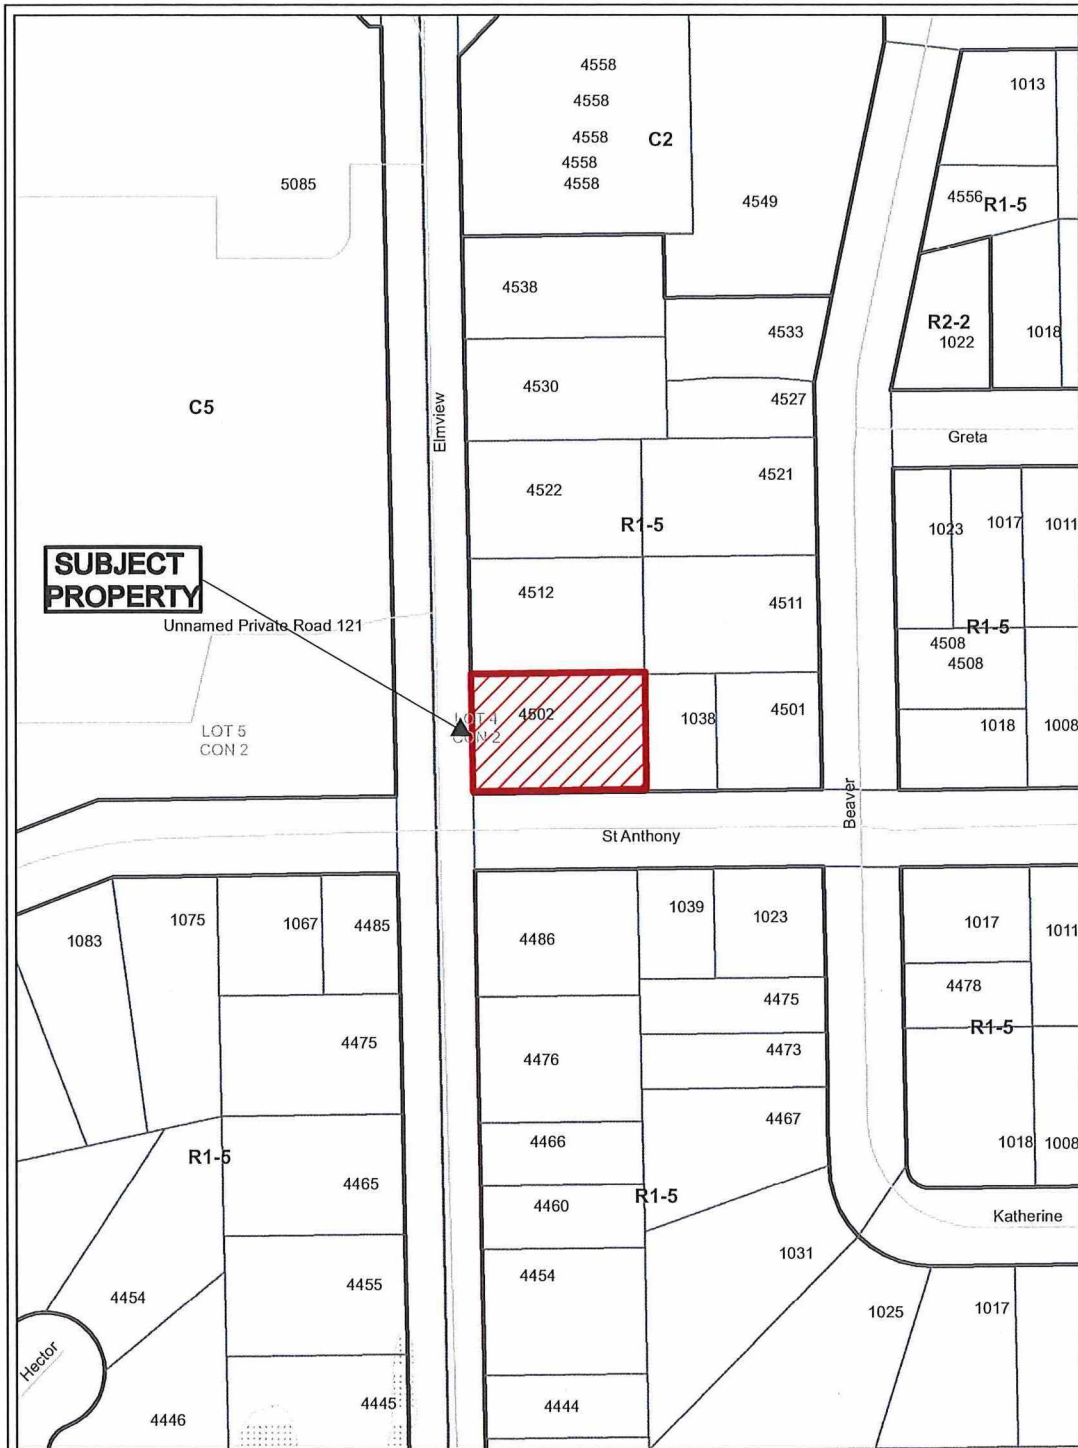 4558
4558
4558
4558
4558
C2
1013
5085
4549
4556
R1-5
4538
4533
R2-2
1022
1018
4530
4527
C5
Elmview
Greta
4522
4521
R1-5
1023
1017
1011
SUBJECT
PROPERTY
4512
4511
Unnamed Private Road 121
R1-5
4508
4508
4502
LOT 4
CON 2
1038
4501
1018
1008
LOT 5
CON 2
Beaver
St Anthony
1083
1075
1067
4485
4486
1039
1023
1017
1011
4475
4476
4475
4473
4478
R1-5
4467
4466
1018
1008
R1-5
4465
4460
R1-5
Katherine
4454
4455
4454
1031
1025
1017
Hector
4446
4445
4444